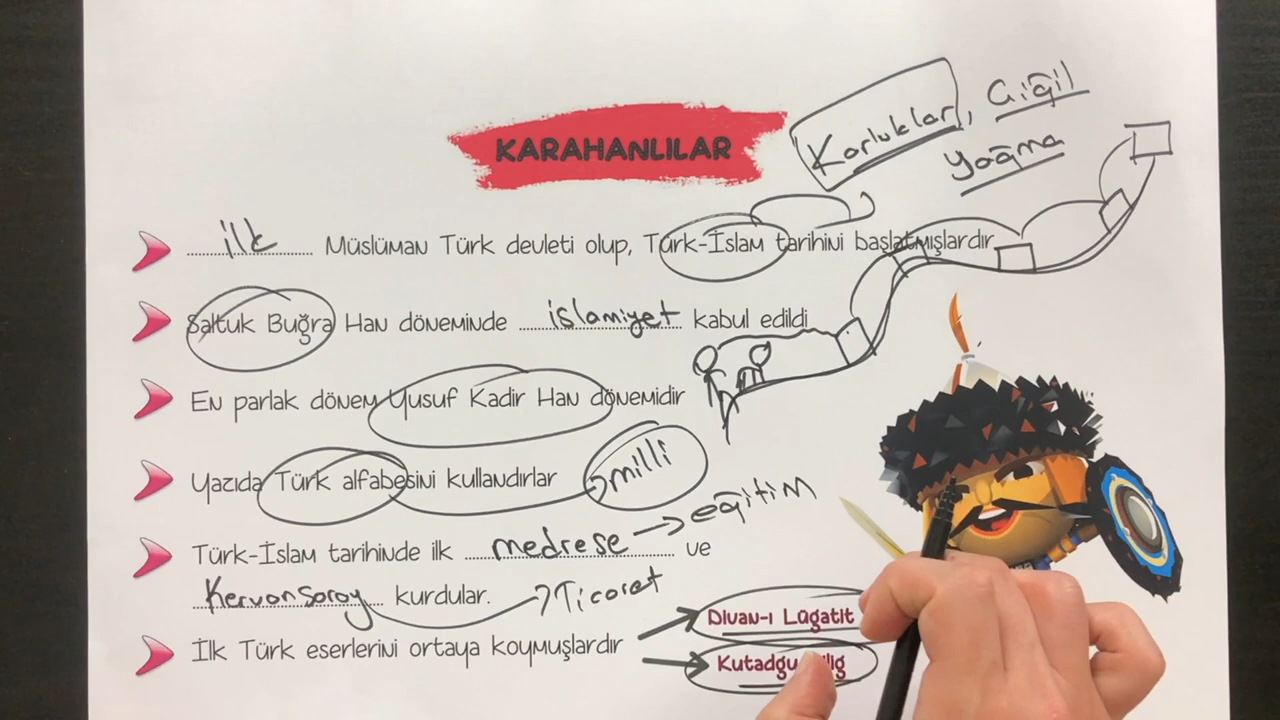 KARAHANLILAR
Karluklar, Çiğil
Yağma
ilk Müslüman Türk devleti olup, Türk-İslam tarihini başlatmışlardır
Saltuk Buğra Han döneminde islamiyet kabul edildi
En parlak dönem Yusuf Kadir Han dönemidir
Yazıda Türk alfabesini kullandırlar milli
Türk-İslam tarihinde ilk medrese → eğitim ve
Kervansaray kurdular. → Ticaret
İlk Türk eserlerini ortaya koymuşlardır
Divan-ı Lügatit
Kutadgu